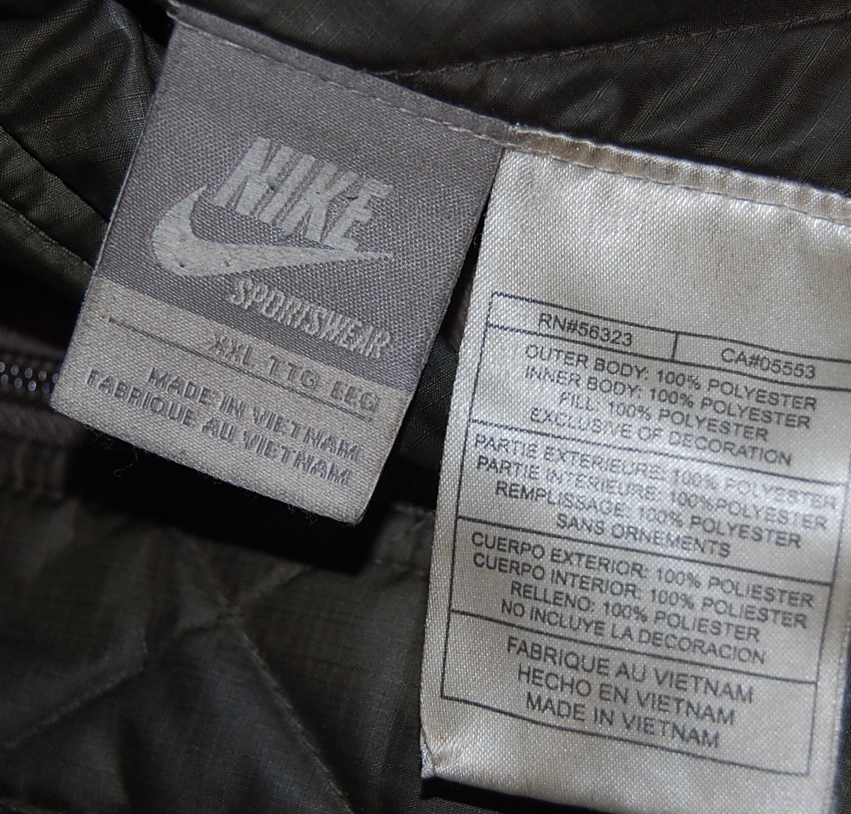 NIKE
SPORTSWEAR
XXL TTG EEG
MADE IN VIETNAM
FABRIQUE AU VIETNAM
RN#56323 CA#05553
OUTER BODY: 100% POLYESTER
INNER BODY: 100% POLYESTER
FILL: 100% POLYESTER
EXCLUSIVE OF DECORATION
PARTIE EXTERIEURE: 100% POLYESTER
PARTIE INTERIEURE: 100%POLYESTER
REMPLISSAGE: 100% POLYESTER
SANS ORNEMENTS
CUERPO EXTERIOR: 100% POLIESTER
CUERPO INTERIOR: 100% POLIESTER
RELLENO: 100% POLIESTER
NO INCLUYE LA DECORACION
FABRIQUE AU VIETNAM
HECHO EN VIETNAM
MADE IN VIETNAM